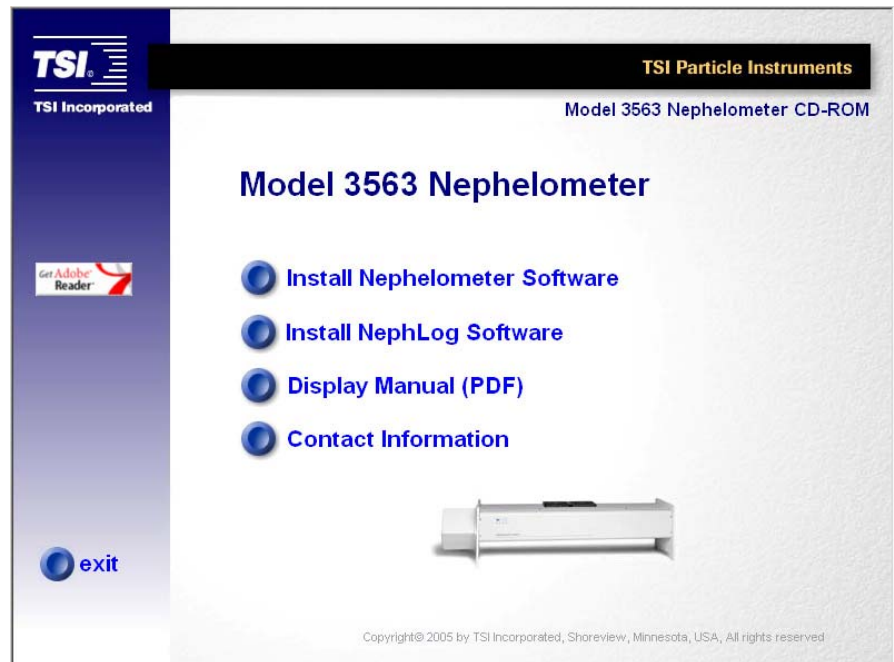 TSI
TSI Incorporated
TSI Particle Instruments
Model 3563 Nephelometer CD-ROM
Model 3563 Nephelometer
Get Adobe
Reader
Install Nephelometer Software
Install NephLog Software
Display Manual (PDF)
Contact Information
exit
Copyright© 2005 by TSI Incorporated, Shoreview, Minnesota, USA, All rights reserved